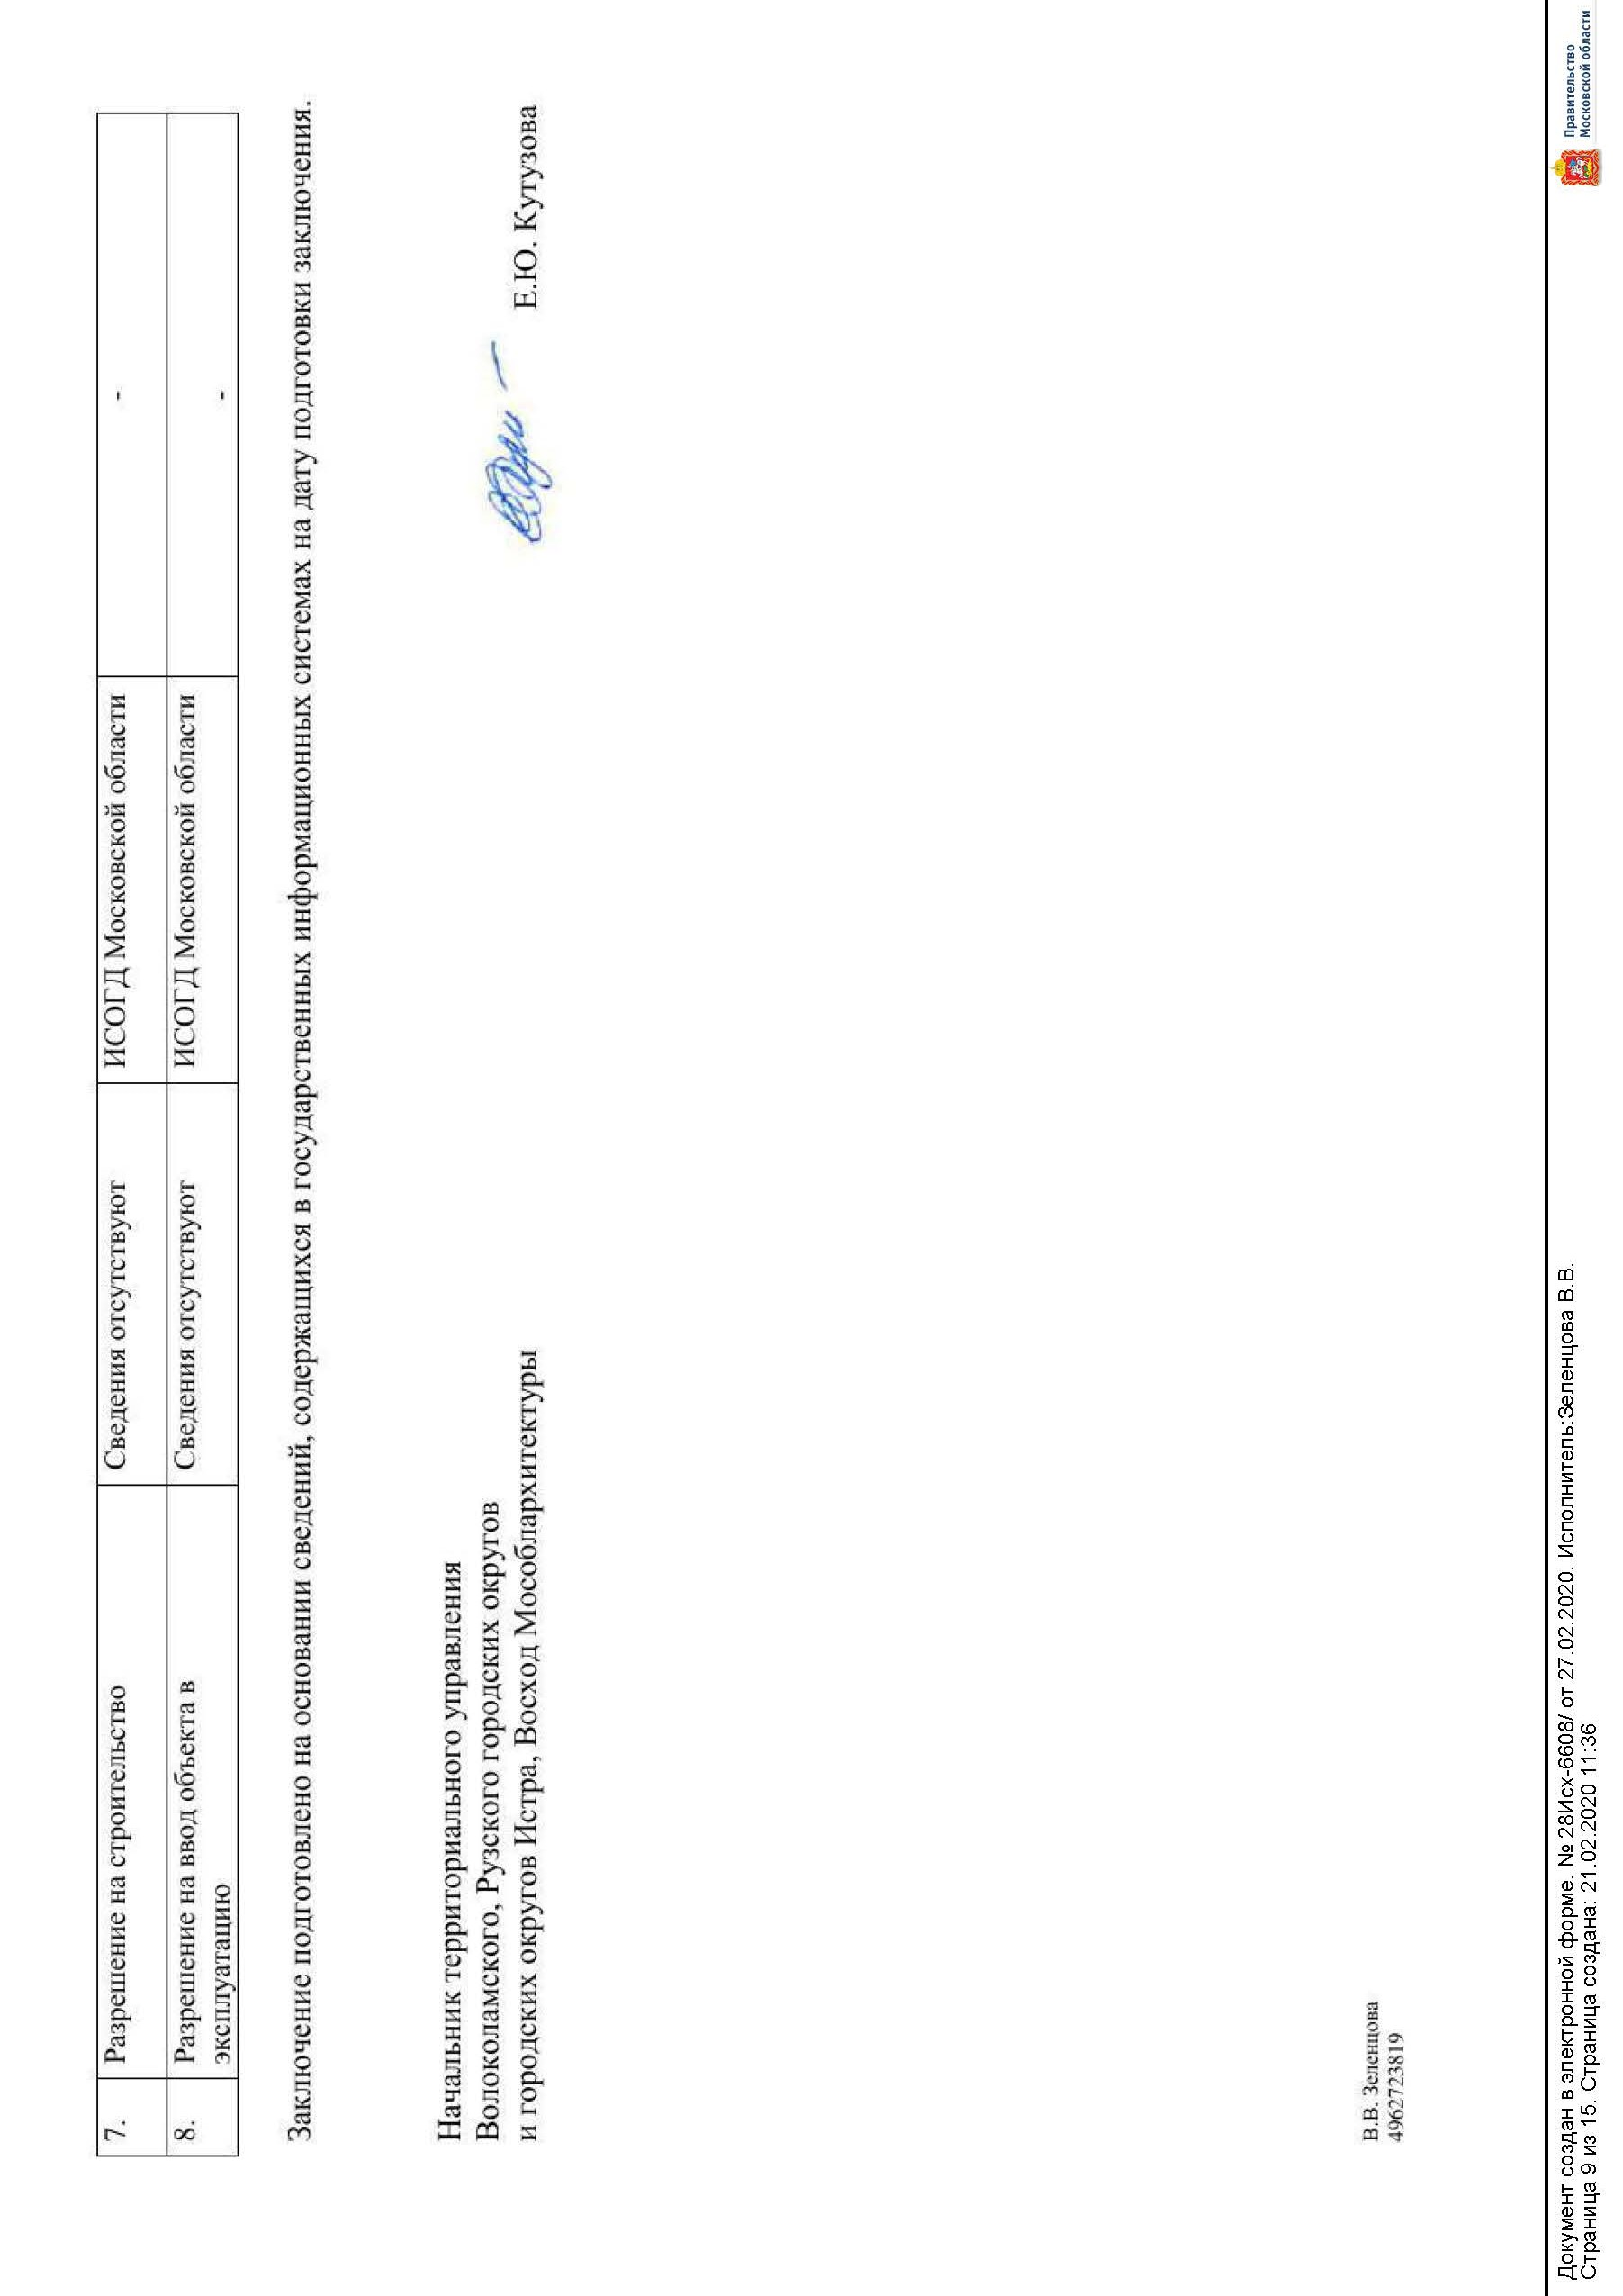 7. Разрешение на строительство Сведения отсутствуют ИСОГД Московской области -
8. Разрешение на ввод объекта в Сведения отсутствуют ИСОГД Московской области
эксплуатацию -
Заключение подготовлено на основании сведений, содержащихся в государственных информационных системах на дату подготовки заключения.
Начальник территориального управления
Волоколамского, Рузского городских округов
и городских округов Истра, Восход Мособлархитектуры Е.Ю. Кутузова
В.В. Зеленцова
4962723819
Документ создан в электронной форме. № 28Исх-6608/ от 27.02.2020. Исполнитель:Зеленцова В.В.
Страница 9 из 15. Страница создана: 21.02.2020 11:36
Правительство
Московской области